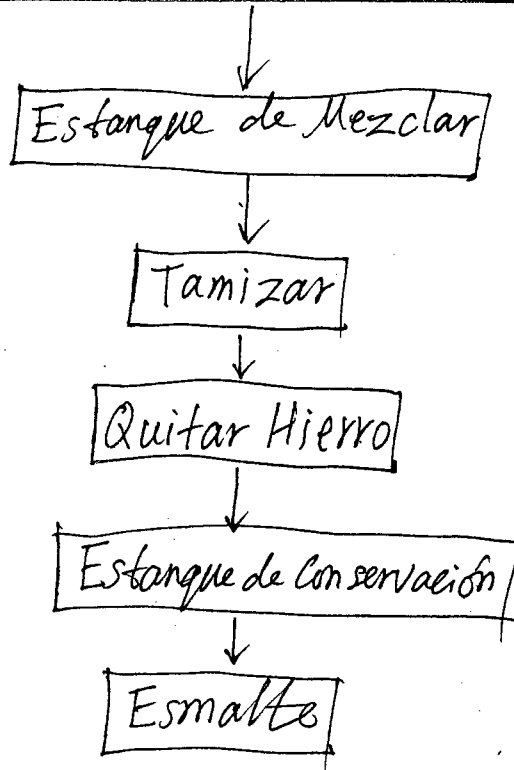 Estanque de Mezclar
Tamizar
Quitar Hierro
Estanque de Conservación
Esmalte